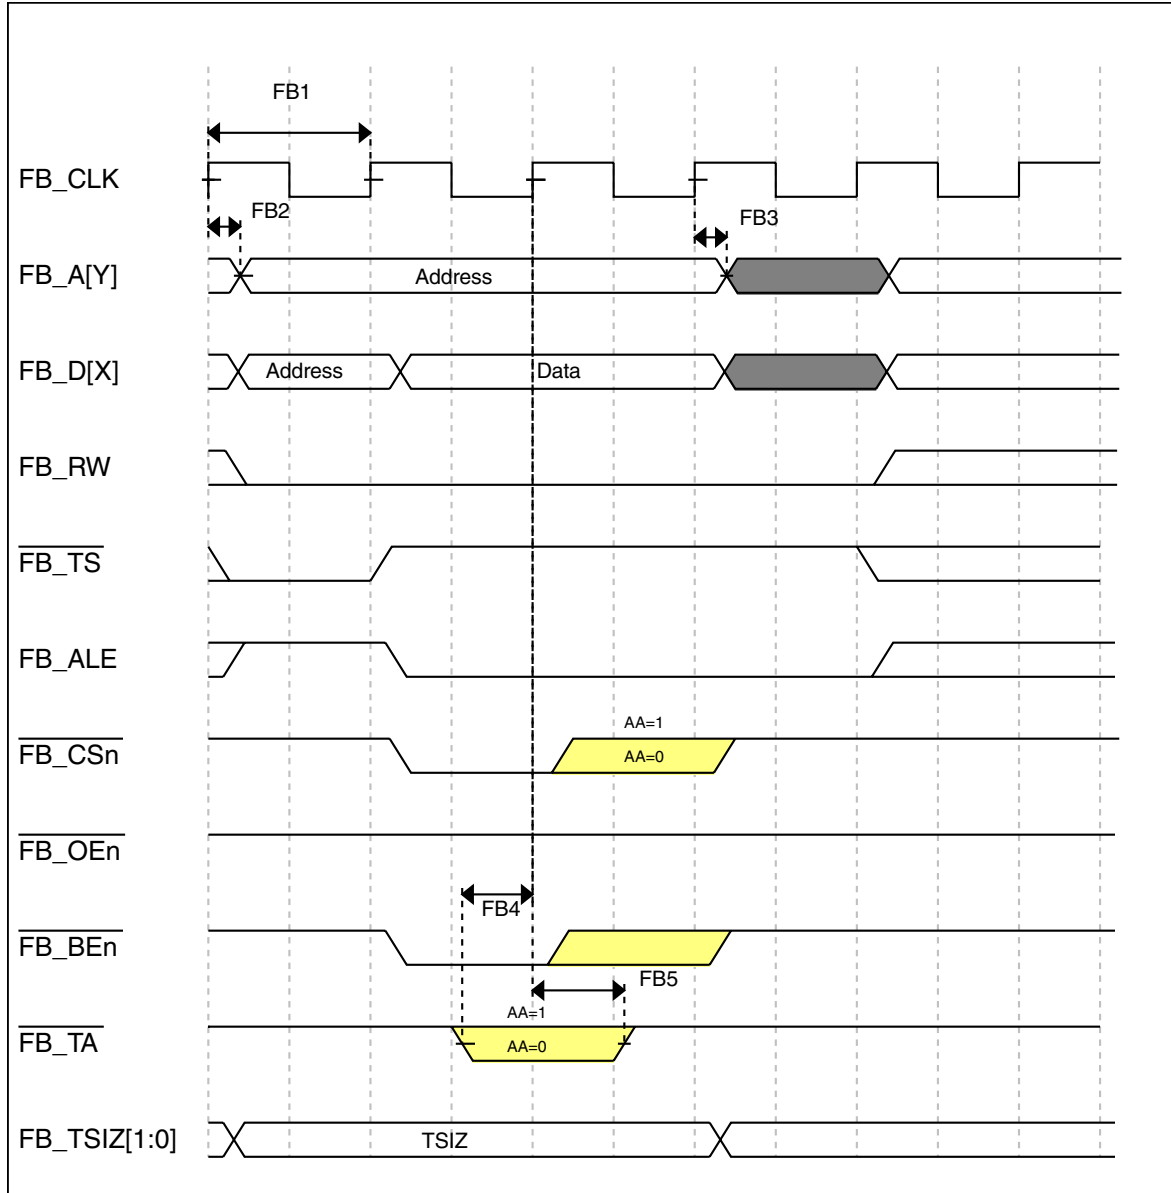 FB1
FB_CLK
FB2
FB3
FB_A[Y]
Address
FB_D[X]
Address
Data
FB_RW
FB_TS
FB_ALE
AA=1
FB_CSn
AA=0
FB_OEn
FB4
FB_BEn
FB5
AA=1
FB_TA
AA=0
FB_TSIZ[1:0]
TSIZ